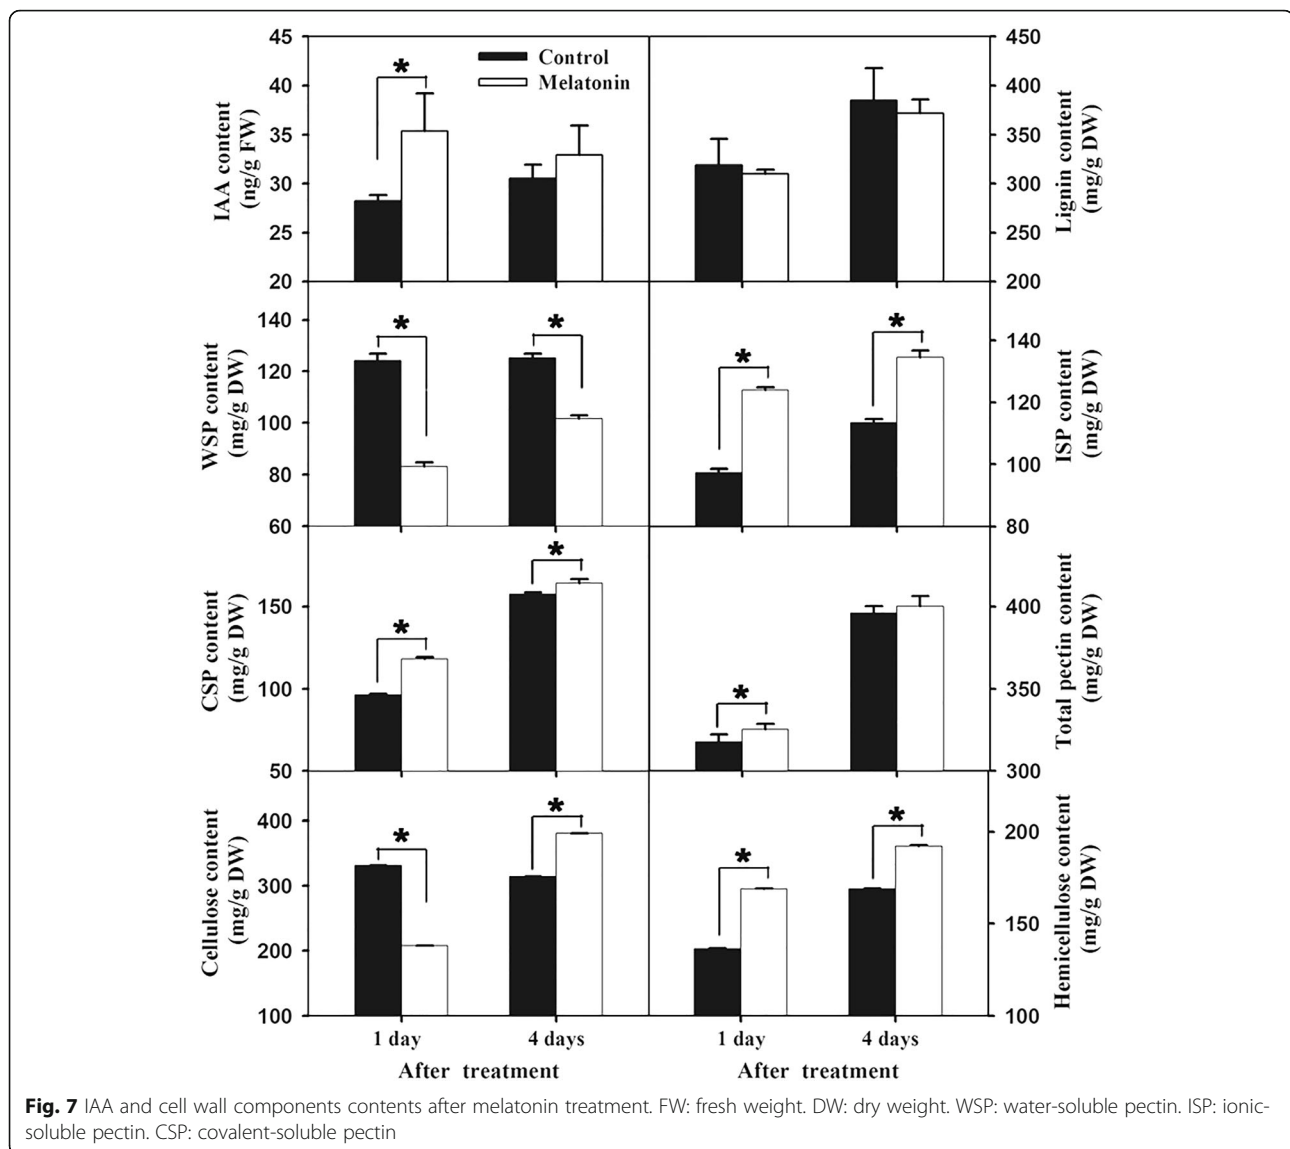 45
40
35
30
25
20
IAA content
(ng/g FW)
Control
Melatonin
*
450
400
350
300
250
200
Lignin content
(mg/g DW)
140
120
100
80
60
WSP content
(mg/g DW)
*
*
140
120
100
80
ISP content
(mg/g DW)
*
*
150
100
50
CSP content
(mg/g DW)
*
*
400
350
300
Total pectin content
(mg/g DW)
*
400
300
200
100
Cellulose content
(mg/g DW)
*
*
200
150
100
Hemicellulose content
(mg/g DW)
*
*
1 day
4 days
1 day
4 days
After treatment
After treatment
Fig. 7 IAA and cell wall components contents after melatonin treatment. FW: fresh weight. DW: dry weight. WSP: water-soluble pectin. ISP: ionic-
soluble pectin. CSP: covalent-soluble pectin